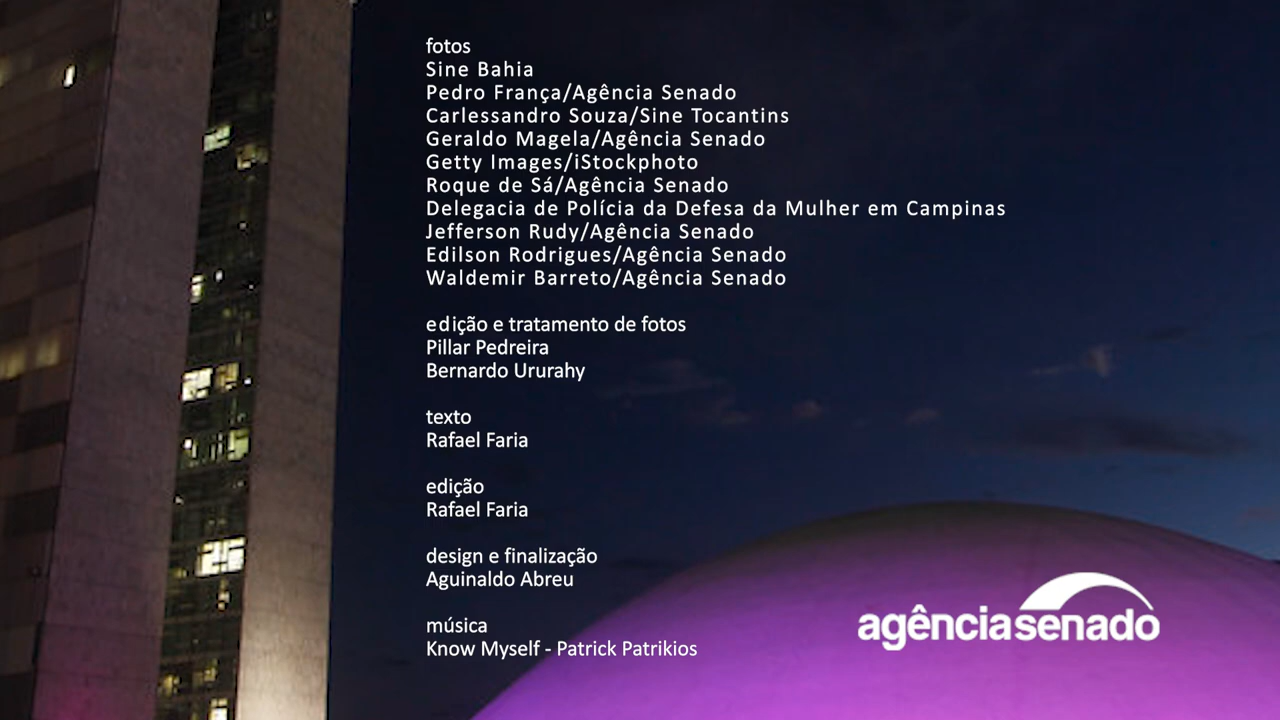 fotos
Sine Bahia
Pedro França/Agência Senado
Carlessandro Souza/Sine Tocantins
Geraldo Magela/Agência Senado
Getty Images/iStockphoto
Roque de Sá/Agência Senado
Delegacia de Polícia da Defesa da Mulher em Campinas
Jefferson Rudy/Agência Senado
Edilson Rodrigues/Agência Senado
Waldemir Barreto/Agência Senado
edição e tratamento de fotos
Pillar Pedreira
Bernardo Ururahy
texto
Rafael Faria
edição
Rafael Faria
design e finalização
Aguinaldo Abreu
música
Know Myself - Patrick Patrikios
agênciasenado